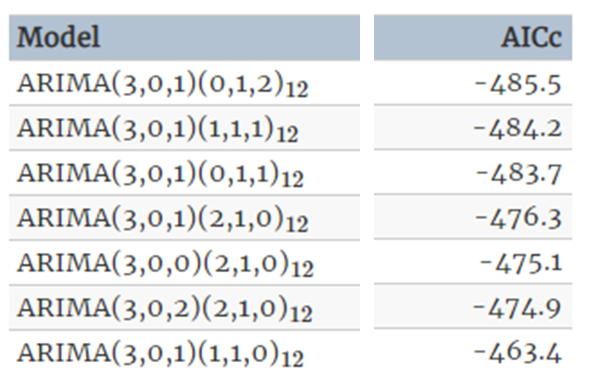 Model AICc
ARIMA(3,0,1)(0,1,2)₁₂ -485.5
ARIMA(3,0,1)(1,1,1)₁₂ -484.2
ARIMA(3,0,1)(0,1,1)₁₂ -483.7
ARIMA(3,0,1)(2,1,0)₁₂ -476.3
ARIMA(3,0,0)(2,1,0)₁₂ -475.1
ARIMA(3,0,2)(2,1,0)₁₂ -474.9
ARIMA(3,0,1)(1,1,0)₁₂ -463.4